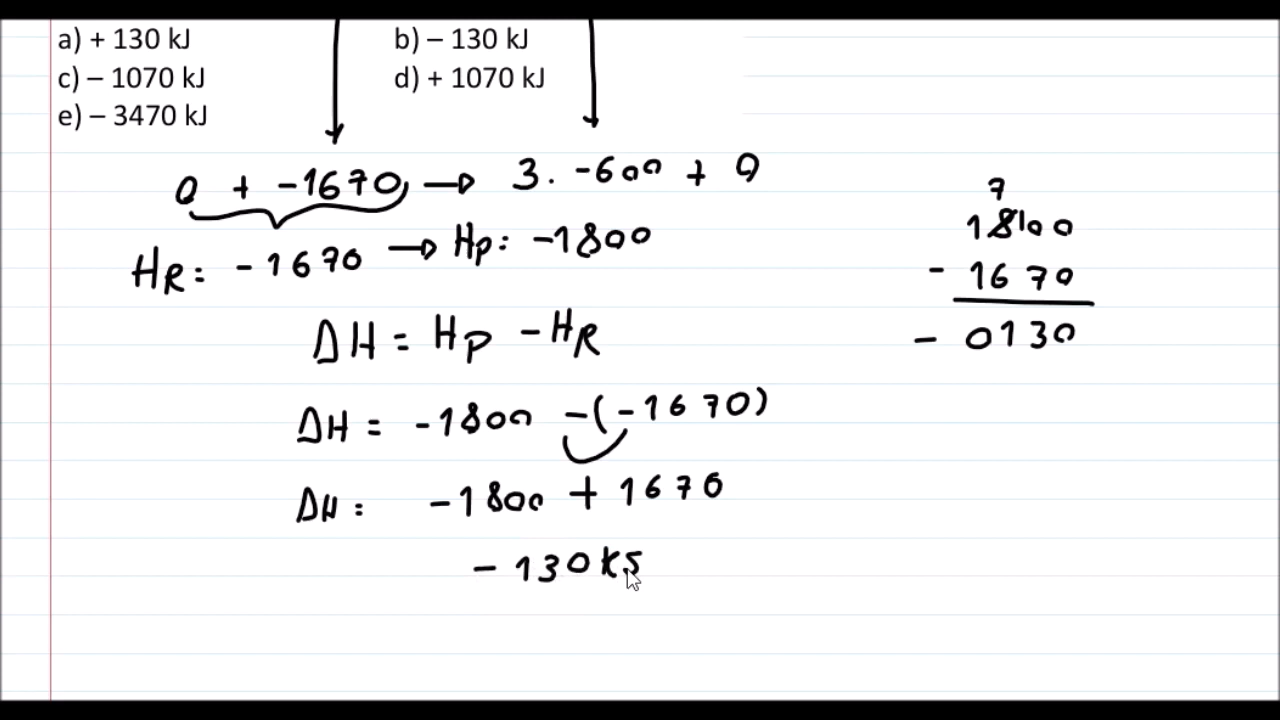 a) + 130 kJ b) – 130 kJ
c) – 1070 kJ d) + 1070 kJ
e) – 3470 kJ
0 + -1670 → 3. -600 + 0
HR: -1670 → Hp: -1800
ΔH = Hp - HR
ΔH = -1800 -(-1670)
ΔH: -1800 + 1670
- 130 kJ
7
18100
- 1670
- 0130